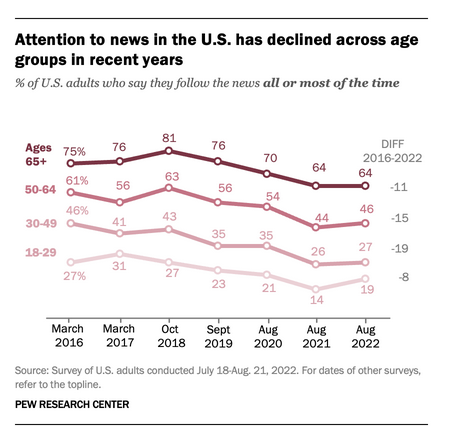 Attention to news in the U.S. has declined across age
groups in recent years
% of U.S. adults who say they follow the news all or most of the time
DIFF
2016-2022
Ages
65+
75% 76 81 76 70 64 64 -11
50-64
61% 56 63 56 54 44 46 -15
30-49
46% 41 43 35 35 26 27 -19
18-29
27% 31 27 23 21 14 19 -8
March March Oct Sept Aug Aug Aug
2016 2017 2018 2019 2020 2021 2022
Source: Survey of U.S. adults conducted July 18-Aug. 21, 2022. For dates of other surveys,
refer to the topline.
PEW RESEARCH CENTER